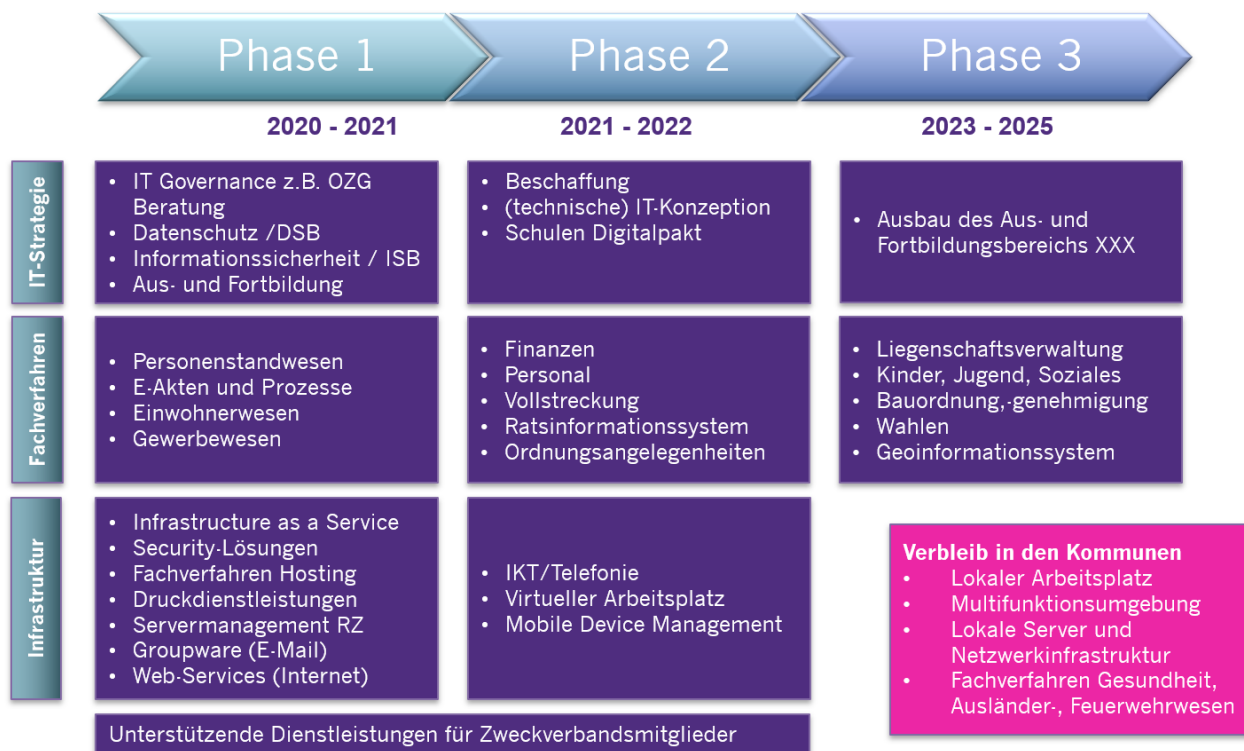 Phase 1
Phase 2
Phase 3
2020 - 2021
2021 - 2022
2023 - 2025
IT-Strategie
• IT Governance z.B. OZG
Beratung
• Datenschutz /DSB
• Informationssicherheit / ISB
• Aus- und Fortbildung
• Beschaffung
• (technische) IT-Konzeption
• Schulen Digitalpakt
• Ausbau des Aus- und
Fortbildungsbereichs XXX
Fachverfahren
• Personenstandwesen
• E-Akten und Prozesse
• Einwohnerwesen
• Gewerbewesen
• Finanzen
• Personal
• Vollstreckung
• Ratsinformationssystem
• Ordnungsangelegenheiten
• Liegenschaftsverwaltung
• Kinder, Jugend, Soziales
• Bauordnung,-genehmigung
• Wahlen
• Geoinformationssystem
Infrastruktur
• Infrastructure as a Service
• Security-Lösungen
• Fachverfahren Hosting
• Druckdienstleistungen
• Servermanagement RZ
• Groupware (E-Mail)
• Web-Services (Internet)
• IKT/Telefonie
• Virtueller Arbeitsplatz
• Mobile Device Management
Verbleib in den Kommunen
• Lokaler Arbeitsplatz
• Multifunktionsumgebung
• Lokale Server und
Netzwerkinfrastruktur
• Fachverfahren Gesundheit,
Ausländer-, Feuerwehrwesen
Unterstützende Dienstleistungen für Zweckverbandsmitglieder